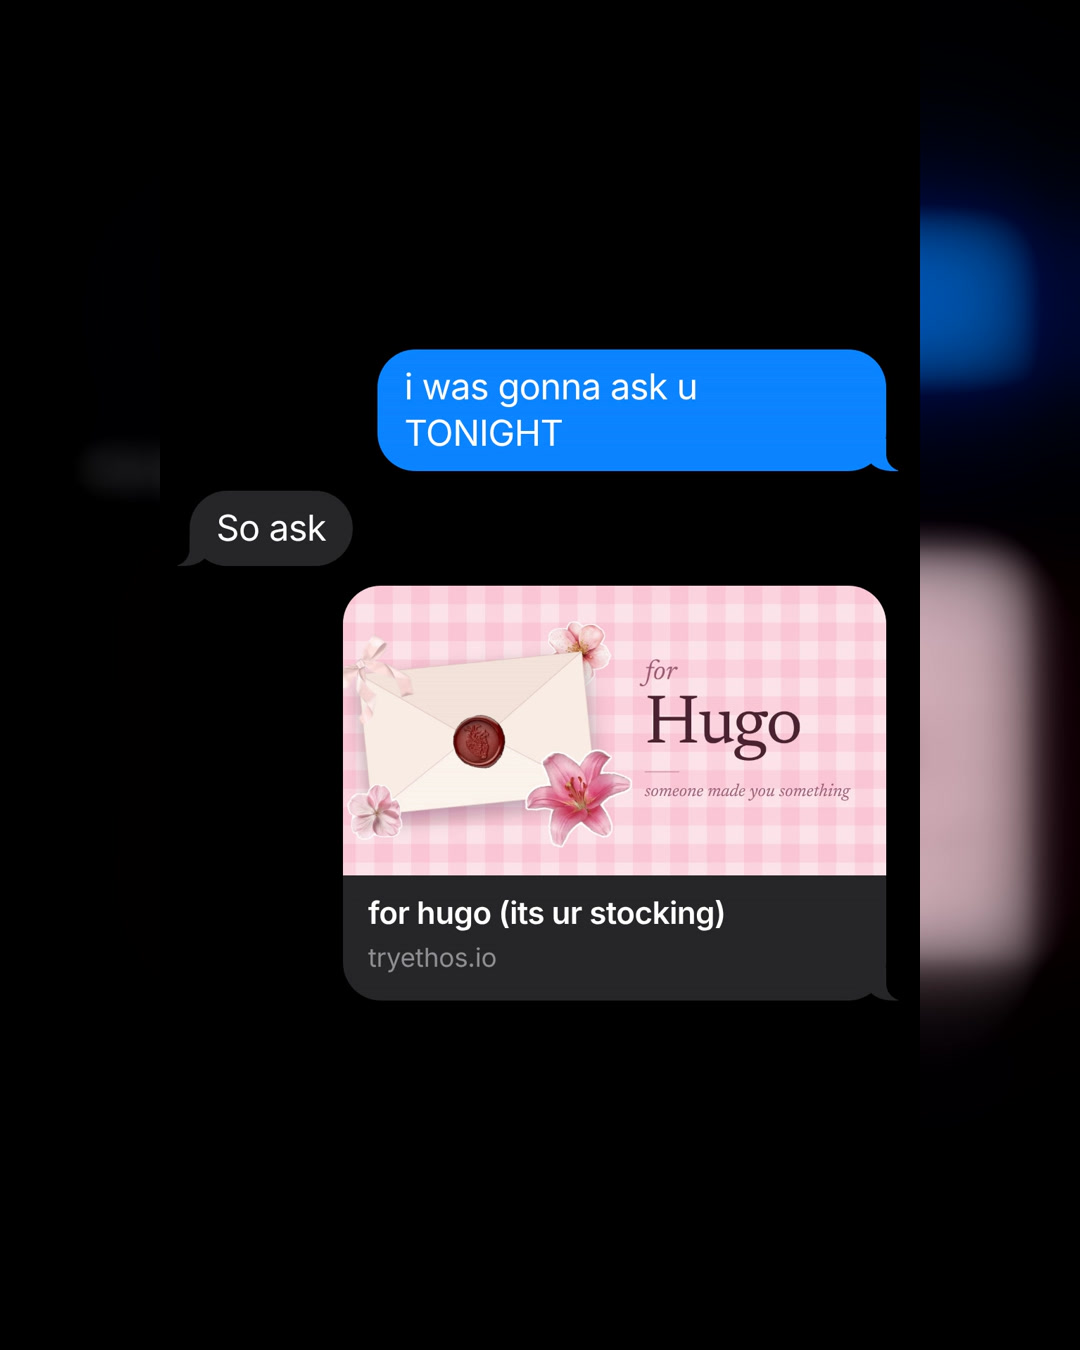 i was gonna ask u
TONIGHT
So ask
for
Hugo
someone made you something
for hugo (its ur stocking)
tryethos.io